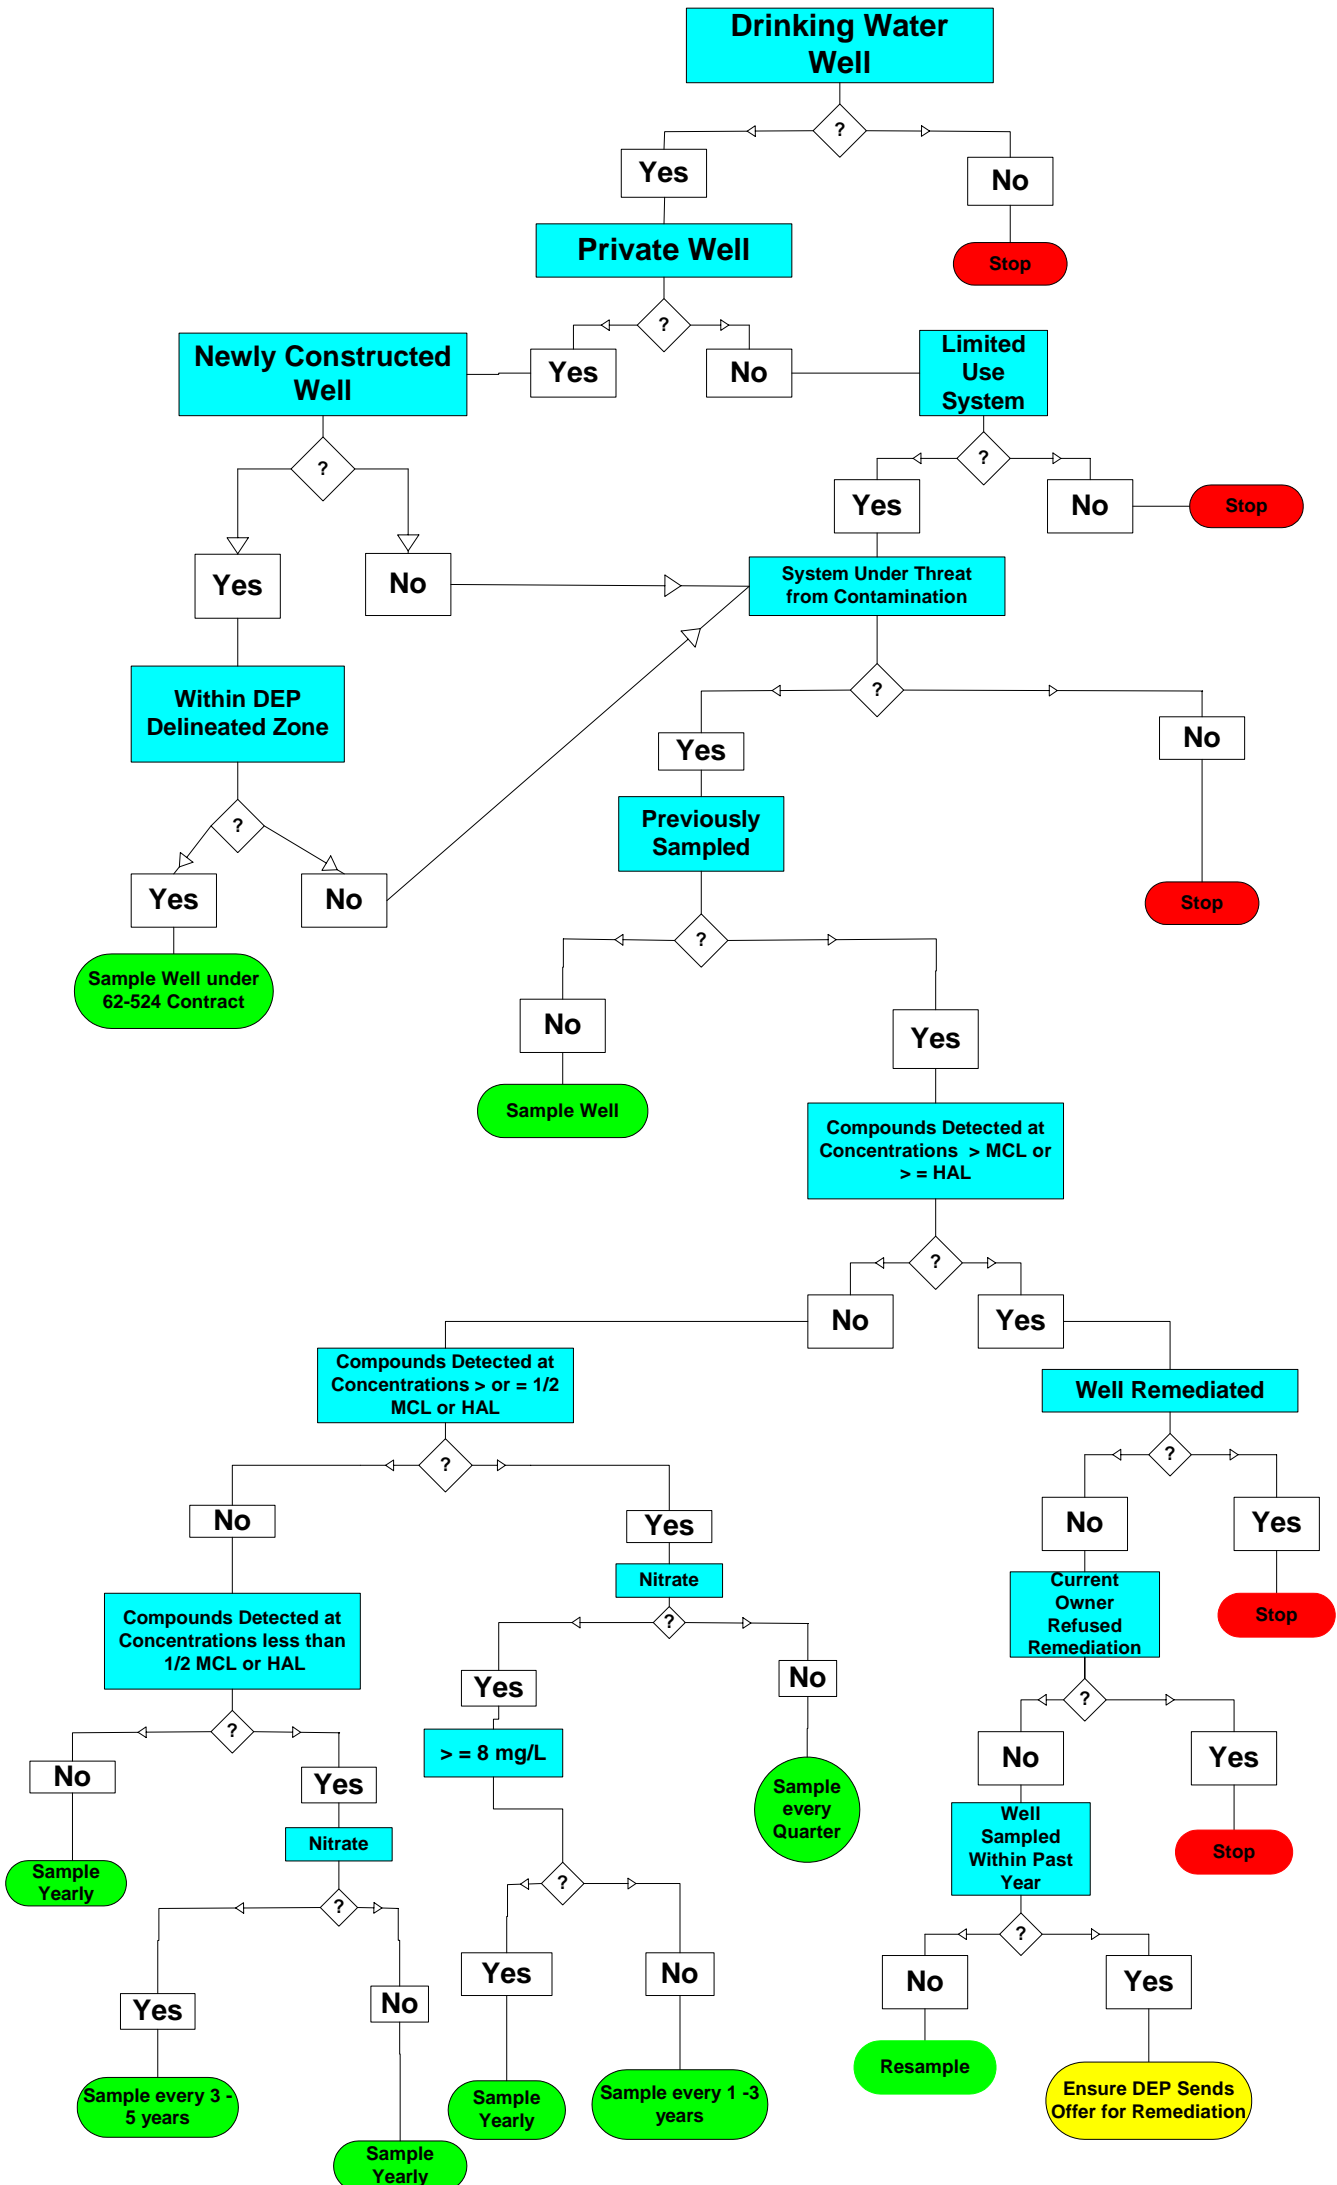 Drinking Water
Well
?
Yes
No
Private Well
Stop
?
Yes
No
Newly Constructed
Well
Limited
Use
System
?
?
Yes
No
Stop
Yes
No
System Under Threat
from Contamination
Within DEP
Delineated Zone
?
Yes
No
?
Previously
Sampled
Yes
No
Stop
Sample Well under
62-524 Contract
?
No
Yes
Sample Well
Compounds Detected at
Concentrations > MCL or
> = HAL
?
No
Yes
Compounds Detected at
Concentrations > or = 1/2
MCL or HAL
Well Remediated
?
?
No
Yes
No
Yes
Nitrate
Current
Owner
Refused
Remediation
Stop
Compounds Detected at
Concentrations less than
1/2 MCL or HAL
?
Yes
No
?
?
> = 8 mg/L
No
Yes
No
Yes
Sample
every
Quarter
Well
Sampled
Within Past
Year
Stop
Nitrate
Sample
Yearly
?
?
?
Yes
No
Yes
No
No
Yes
Resample
Ensure DEP Sends
Offer for Remediation
Sample every 3 -
5 years
Sample
Yearly
Sample every 1 -3
years
Sample
Yearly